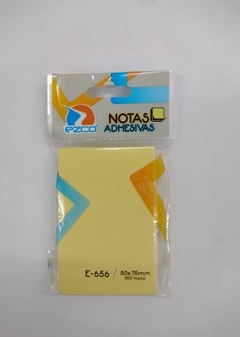 EZCO
NOTAS
ADHESIVAS
E-656 / 50x75mm